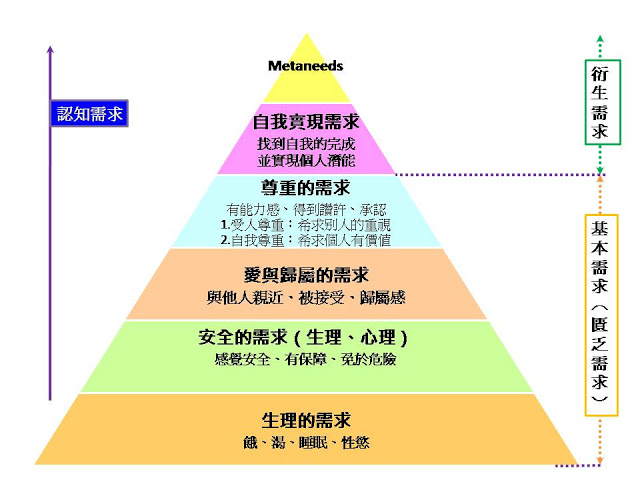 Metaneeds
認知需求
自我實現需求
找到自我的完成
並實現個人潛能
衍生需求
尊重的需求
有能力感、得到讚許、承認
1.受人尊重：希求別人的重視
2.自我尊重：希求個人有價值
愛與歸屬的需求
與他人親近、被接受、歸屬感
安全的需求（生理、心理）
感覺安全、有保障、免於危險
生理的需求
餓、渴、睡眠、性慾
基本需求（匱乏需求）